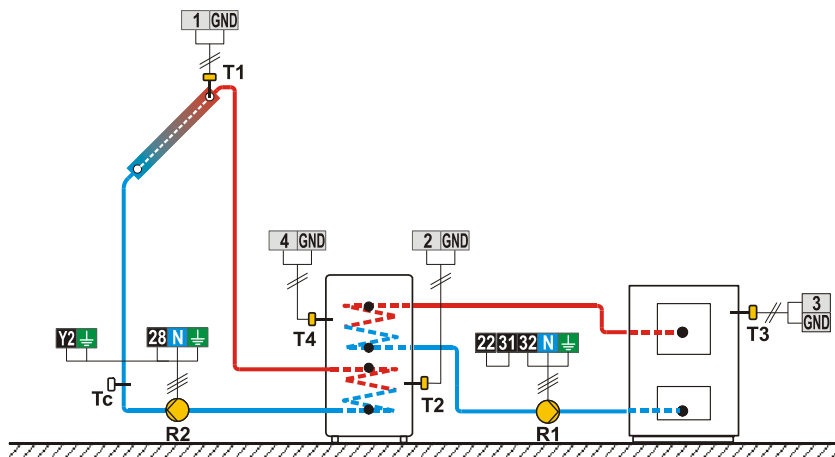 1 GND
T1
4 GND
2 GND
3
GND
T4
T3
Y2
28 N
22 31 32 N
Tc
T2
R2
R1